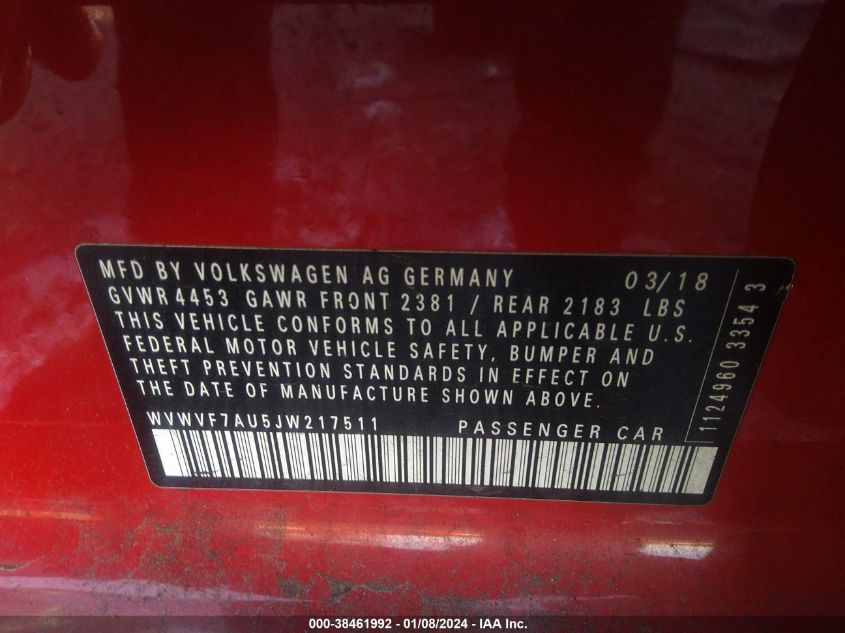 MFD BY VOLKSWAGEN AG GERMANY 03/18
GVWR 4453 GAWR FRONT 2381 / REAR 2183 LBS
THIS VEHICLE CONFORMS TO ALL APPLICABLE U.S.
FEDERAL MOTOR VEHICLE SAFETY, BUMPER AND
THEFT PREVENTION STANDARDS IN EFFECT ON
THE DATE OF MANUFACTURE SHOWN ABOVE.
WVWVF7AU5JW217511 PASSENGER CAR
1124960 3354 3
000-38461992 - 01/08/2024 - IAA Inc.